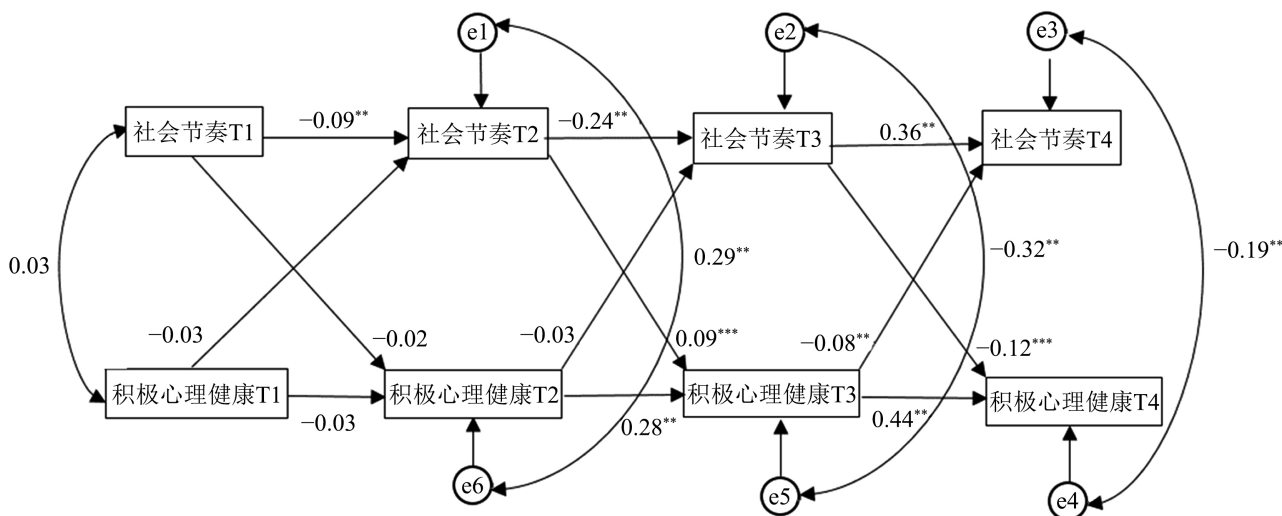 e1
e2
e3
社会节奏T1
−0.09**
社会节奏T2
−0.24**
社会节奏T3
0.36**
社会节奏T4
0.03
0.29**
−0.32**
−0.19**
−0.03
−0.02
−0.03
0.09***
−0.08**
−0.12***
积极心理健康T1
−0.03
积极心理健康T2
0.28**
积极心理健康T3
0.44**
积极心理健康T4
e6
e5
e4